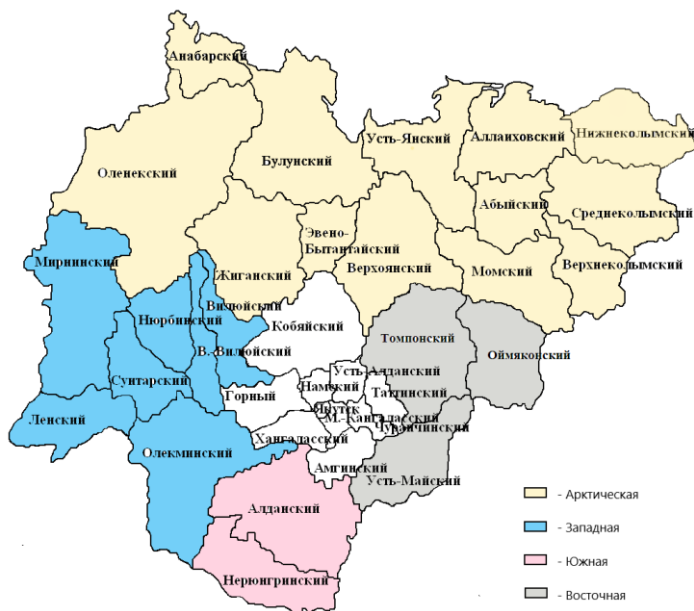 Анабарский
Усть-Янский
Аллаиховский
Нижнеколымский
Булунский
Оленекский
Абыйский
Среднеколымский
Эвено-
Бытантайский
Мирнинский
Жиганский
Верхоянский
Момский
Верхнеколымский
Вилюйский
Нюрбинский
Кобяйский
Томпонский
В.-Вилюйский
Оймяконский
Усть-Алданский
Сунтарский
Намский
Горный
Таттинский
Якутск
Ленский
М.-Кангаласский
Чурапчинский
Хангаласский
Олекминский
Амгинский
Усть-Майский
Алданский
Нерюнгринский
- Арктическая
- Западная
- Южная
- Восточная